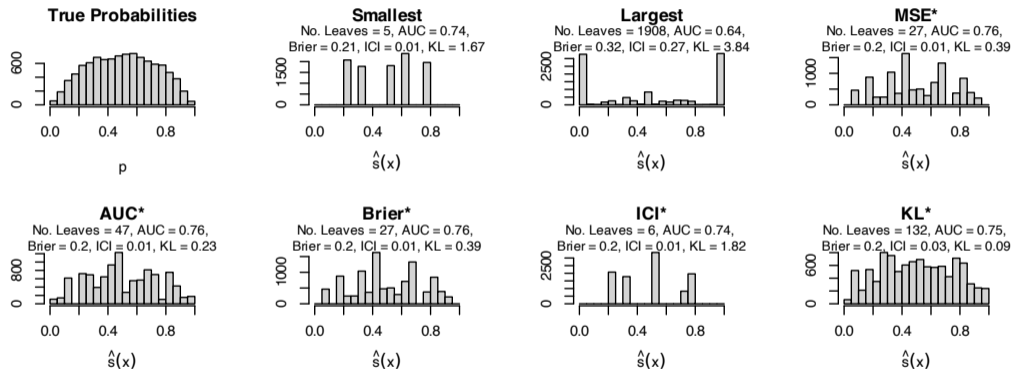 True Probabilities
600
0
0.0 0.4 0.8
p
Smallest
No. Leaves = 5, AUC = 0.74,
Brier = 0.21, ICI = 0.01, KL = 1.67
1500
0
0.0 0.4 0.8
ŝ(x)
Largest
No. Leaves = 1908, AUC = 0.64,
Brier = 0.32, ICI = 0.27, KL = 3.84
2500
0
0.0 0.4 0.8
ŝ(x)
MSE*
No. Leaves = 27, AUC = 0.76,
Brier = 0.2, ICI = 0.01, KL = 0.39
1000
0
0.0 0.4 0.8
ŝ(x)
AUC*
No. Leaves = 47, AUC = 0.76,
Brier = 0.2, ICI = 0.01, KL = 0.23
800
0
0.0 0.4 0.8
ŝ(x)
Brier*
No. Leaves = 27, AUC = 0.76,
Brier = 0.2, ICI = 0.01, KL = 0.39
1000
0
0.0 0.4 0.8
ŝ(x)
ICI*
No. Leaves = 6, AUC = 0.74,
Brier = 0.2, ICI = 0.01, KL = 1.82
2500
0
0.0 0.4 0.8
ŝ(x)
KL*
No. Leaves = 132, AUC = 0.75,
Brier = 0.2, ICI = 0.03, KL = 0.09
600
0
0.0 0.4 0.8
ŝ(x)